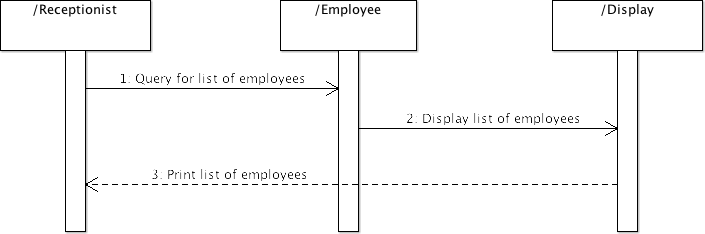 /Receptionist
/Employee
/Display
1: Query for list of employees
2: Display list of employees
3: Print list of employees